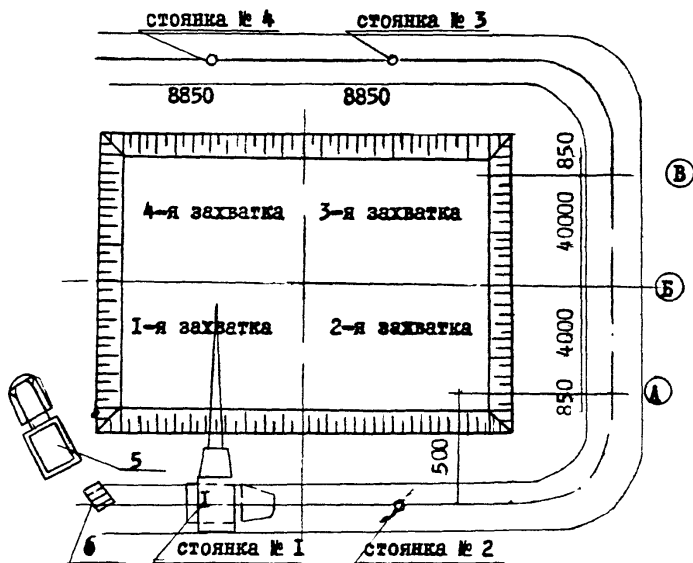 стоянка № 4
стоянка № 3
8850
8850
850
В
4-я захватка
3-я захватка
40000
Б
1-я захватка
2-я захватка
4000
850
А
5
500
I
6
стоянка № I
стоянка № 2